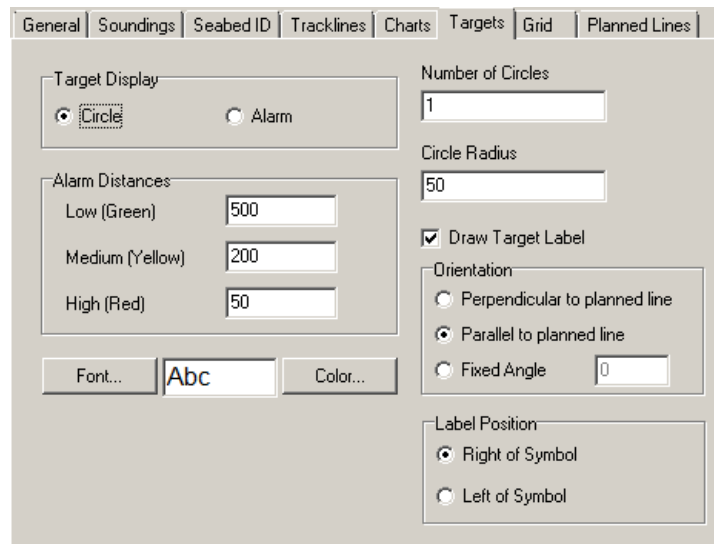 General Soundings Seabed ID Tracklines Charts Targets Grid Planned Lines
Target Display
Circle Alarm
Alarm Distances
Low (Green) 500
Medium (Yellow) 200
High (Red) 50
Font... Abc Color...
Number of Circles
1
Circle Radius
50
Draw Target Label
Orientation
Perpendicular to planned line
Parallel to planned line
Fixed Angle 0
Label Position
Right of Symbol
Left of Symbol